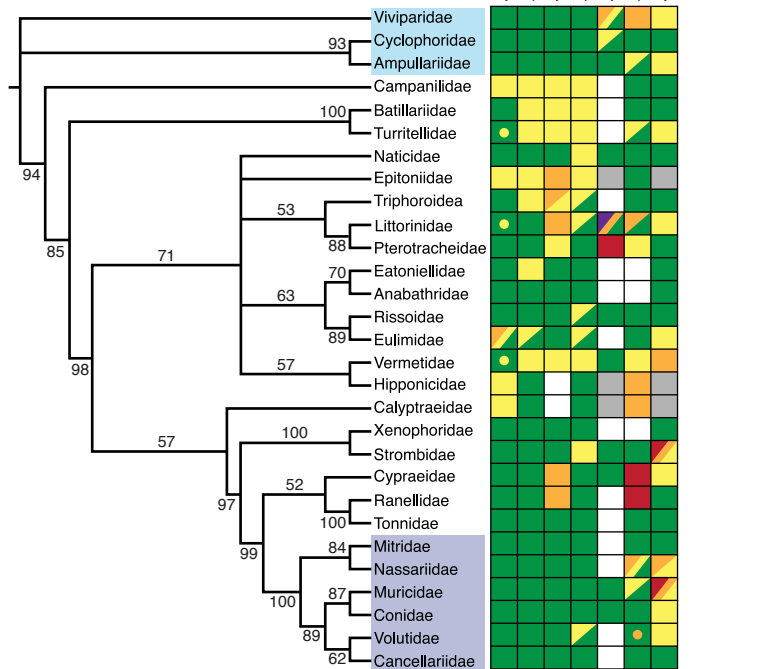 Viviparidae
93 Cyclophoridae
Ampullariidae
Campanilidae
100 Batillariidae
Turritellidae
Naticidae
94 Epitoniidae
Triphoroidea
53
Littorinidae
88 Pterotracheidae
85
71
70 Eatoniellidae
Anabathridae
63
Rissoidae
89 Eulimidae
57 Vermetidae
98
Hipponicidae
Calyptraeidae
100 Xenophoridae
57
Strombidae
Cypraeidae
52
97 Ranellidae
100 Tonnidae
84 Mitridae
99
Nassariidae
87 Muricidae
100
Conidae
89 Volutidae
62 Cancellariidae